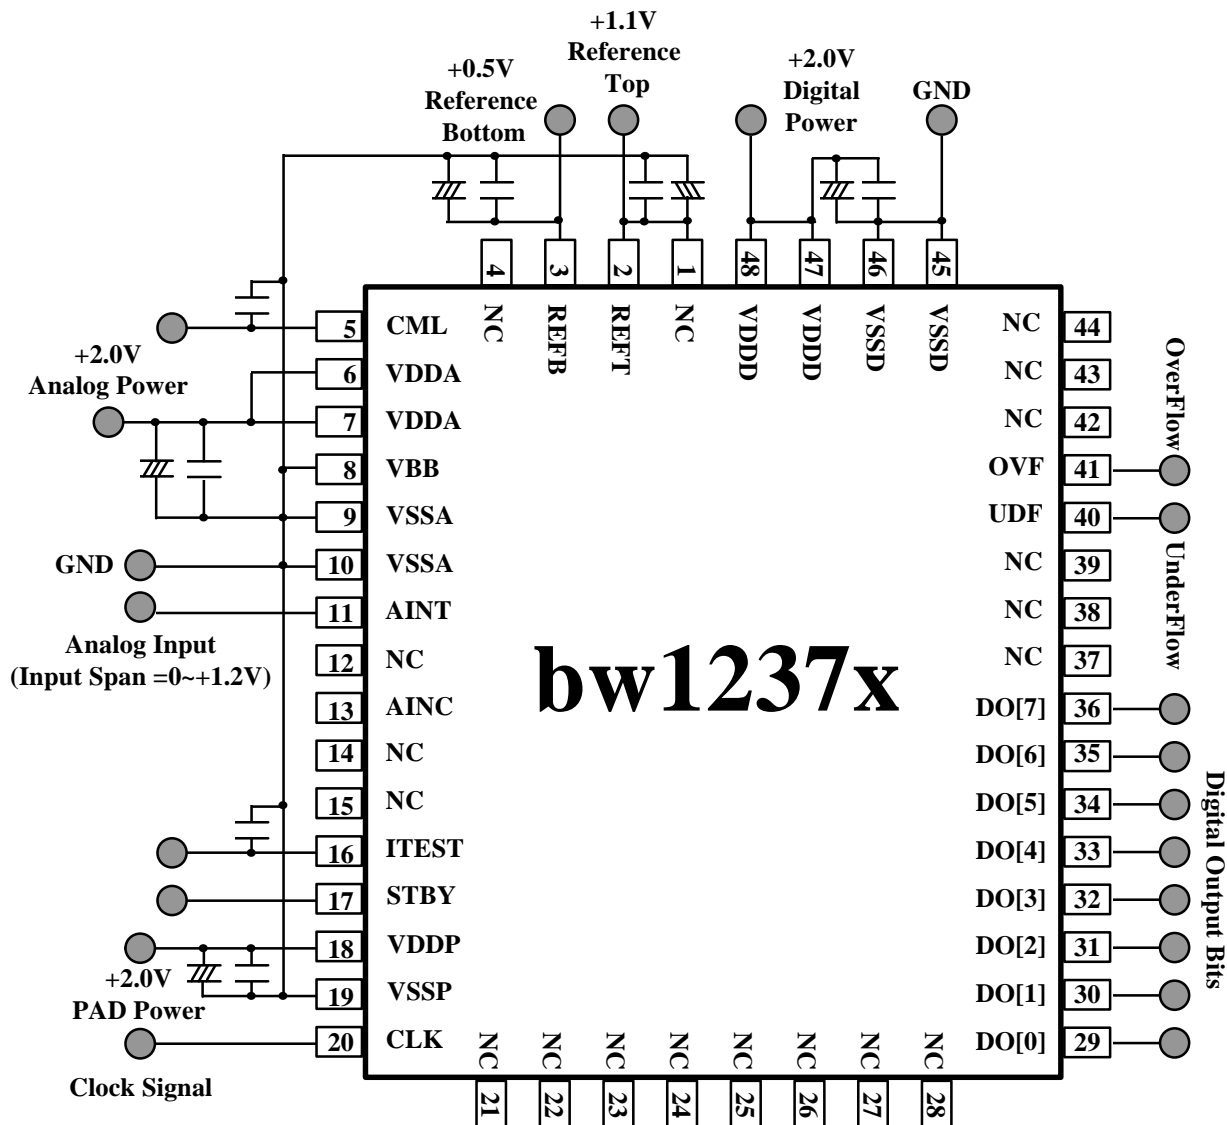 +1.1V
Reference
Top
+0.5V
Reference
Bottom
+2.0V
Digital
Power
GND
4
3
2
1
48
47
46
45
NC
REFB
REFT
NC
VDDD
VDDD
VSSD
VSSD
5 CML
+2.0V
Analog Power
6 VDDA
7 VDDA
8 VBB
9 VSSA
GND
10 VSSA
11 AINT
Analog Input
(Input Span =0~+1.2V)
12 NC
13 AINC
14 NC
15 NC
16 ITEST
17 STBY
18 VDDP
+2.0V
PAD Power
19 VSSP
20 CLK
Clock Signal
bw1237x
NC 44
NC 43
NC 42
OVF 41
OverFlow
UDF 40
UnderFlow
NC 39
NC 38
NC 37
DO[7] 36
DO[6] 35
DO[5] 34
DO[4] 33
DO[3] 32
DO[2] 31
DO[1] 30
DO[0] 29
Digital Output Bits
NC
NC
NC
NC
NC
NC
NC
NC
21
22
23
24
25
26
27
28